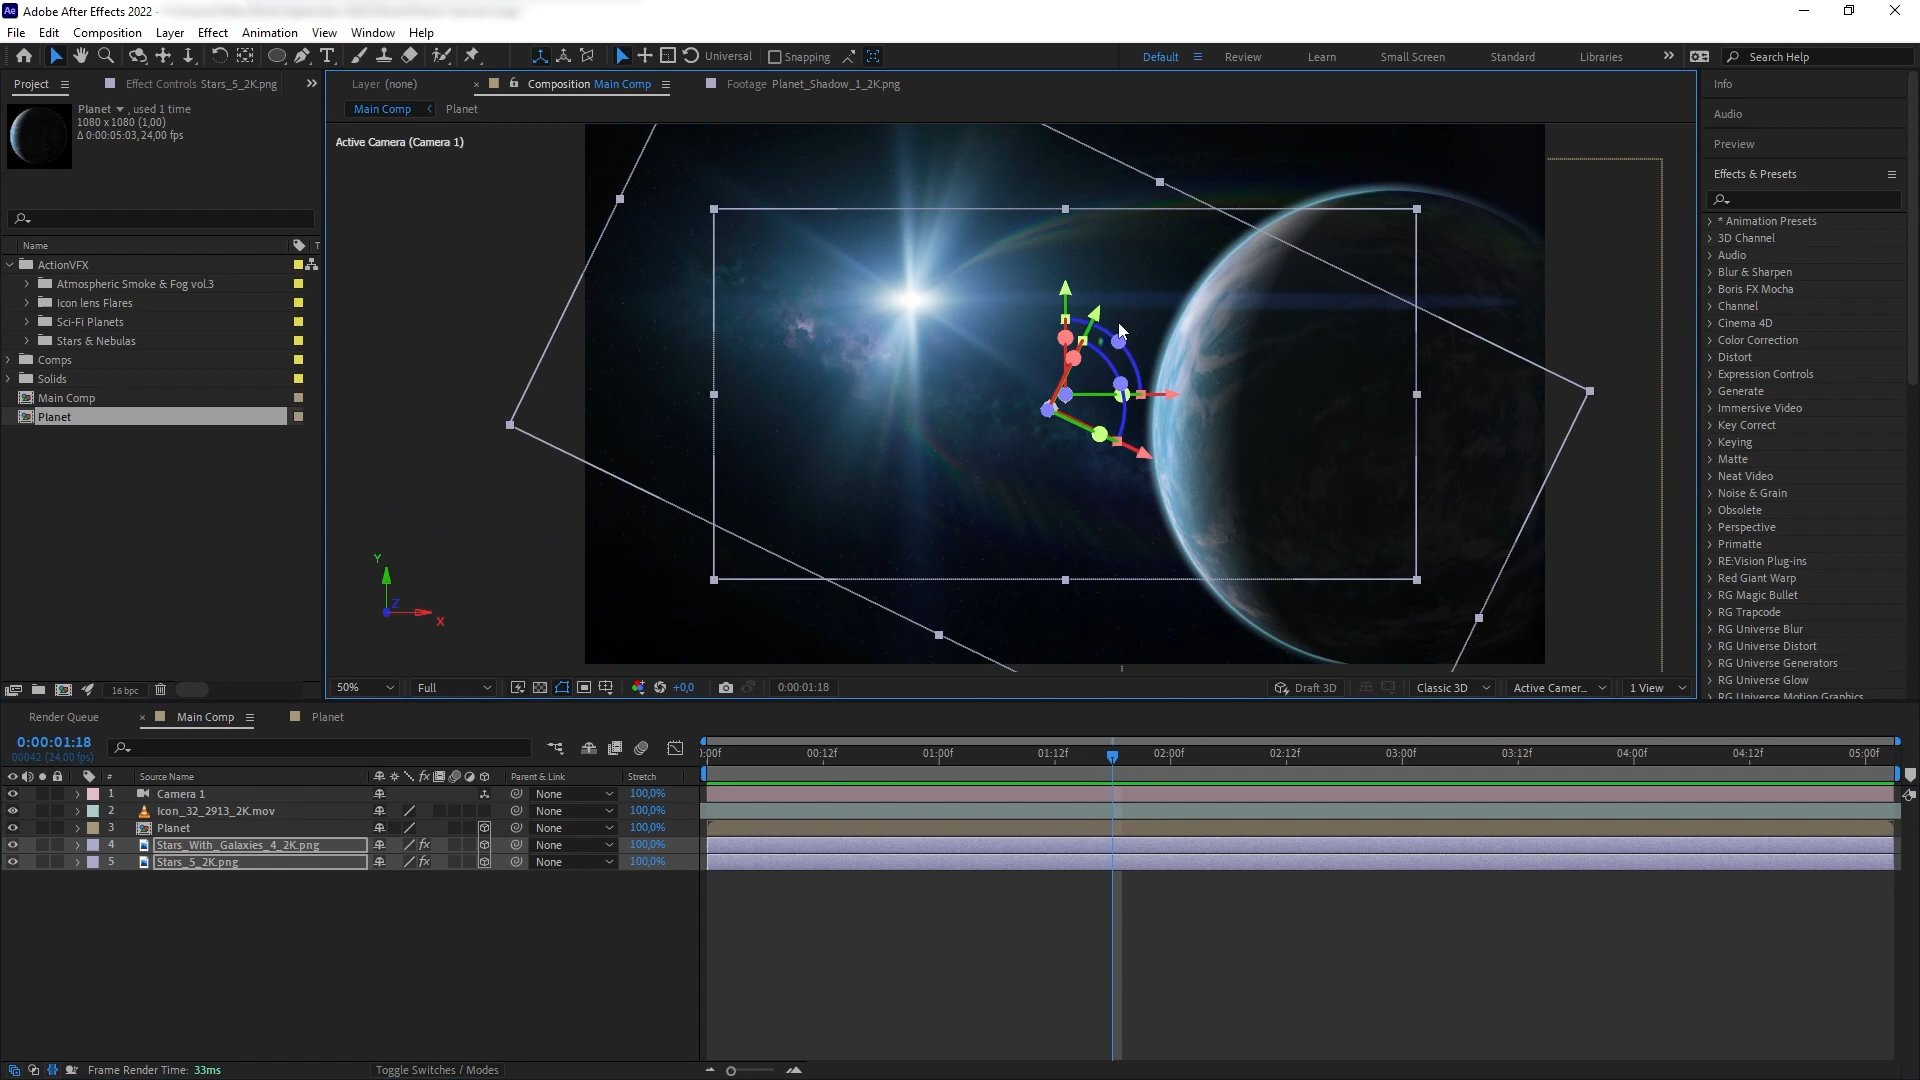 Adobe After Effects 2022 -
File Edit Composition Layer Effect Animation View Window Help
Universal Snapping Default Review Learn Small Screen Standard Libraries Search Help
Project Effect Controls Stars_5_2K.png
Planet , used 1 time
1080 x 1080 (1,00)
Δ 0:00:05:03, 24,00 fps
Name T
ActionVFX
Atmospheric Smoke & Fog vol.3
Icon lens Flares
Sci-Fi Planets
Stars & Nebulas
Comps
Solids
Main Comp
Planet
16 bpc
Layer (none) Composition Main Comp Footage Planet_Shadow_1_2K.png
Main Comp Planet
Active Camera (Camera 1)
Y
Z
X
50% Full +0,0 0:00:01:18 Draft 3D Classic 3D Active Camer... 1 View
Info
Audio
Preview
Effects & Presets
* Animation Presets
3D Channel
Audio
Blur & Sharpen
Boris FX Mocha
Channel
Cinema 4D
Color Correction
Distort
Expression Controls
Generate
Immersive Video
Key Correct
Keying
Matte
Neat Video
Noise & Grain
Obsolete
Perspective
Primatte
RE:Vision Plug-ins
Red Giant Warp
RG Magic Bullet
RG Trapcode
RG Universe Blur
RG Universe Distort
RG Universe Generators
RG Universe Glow
RG Universe Motion Graphics
Render Queue Main Comp Planet
0:00:01:18
00042 (24.00 fps)
):00f 00:12f 01:00f 01:12f 02:00f 02:12f 03:00f 03:12f 04:00f 04:12f 05:00f
# Source Name fx Parent & Link Stretch
1 Camera 1 None 100,0%
2 Icon_32_2913_2K.mov None 100,0%
3 Planet None 100,0%
4 Stars_With_Galaxies_4_2K.png fx None 100,0%
5 Stars_5_2K.png fx None 100,0%
Frame Render Time: 33ms Toggle Switches / Modes